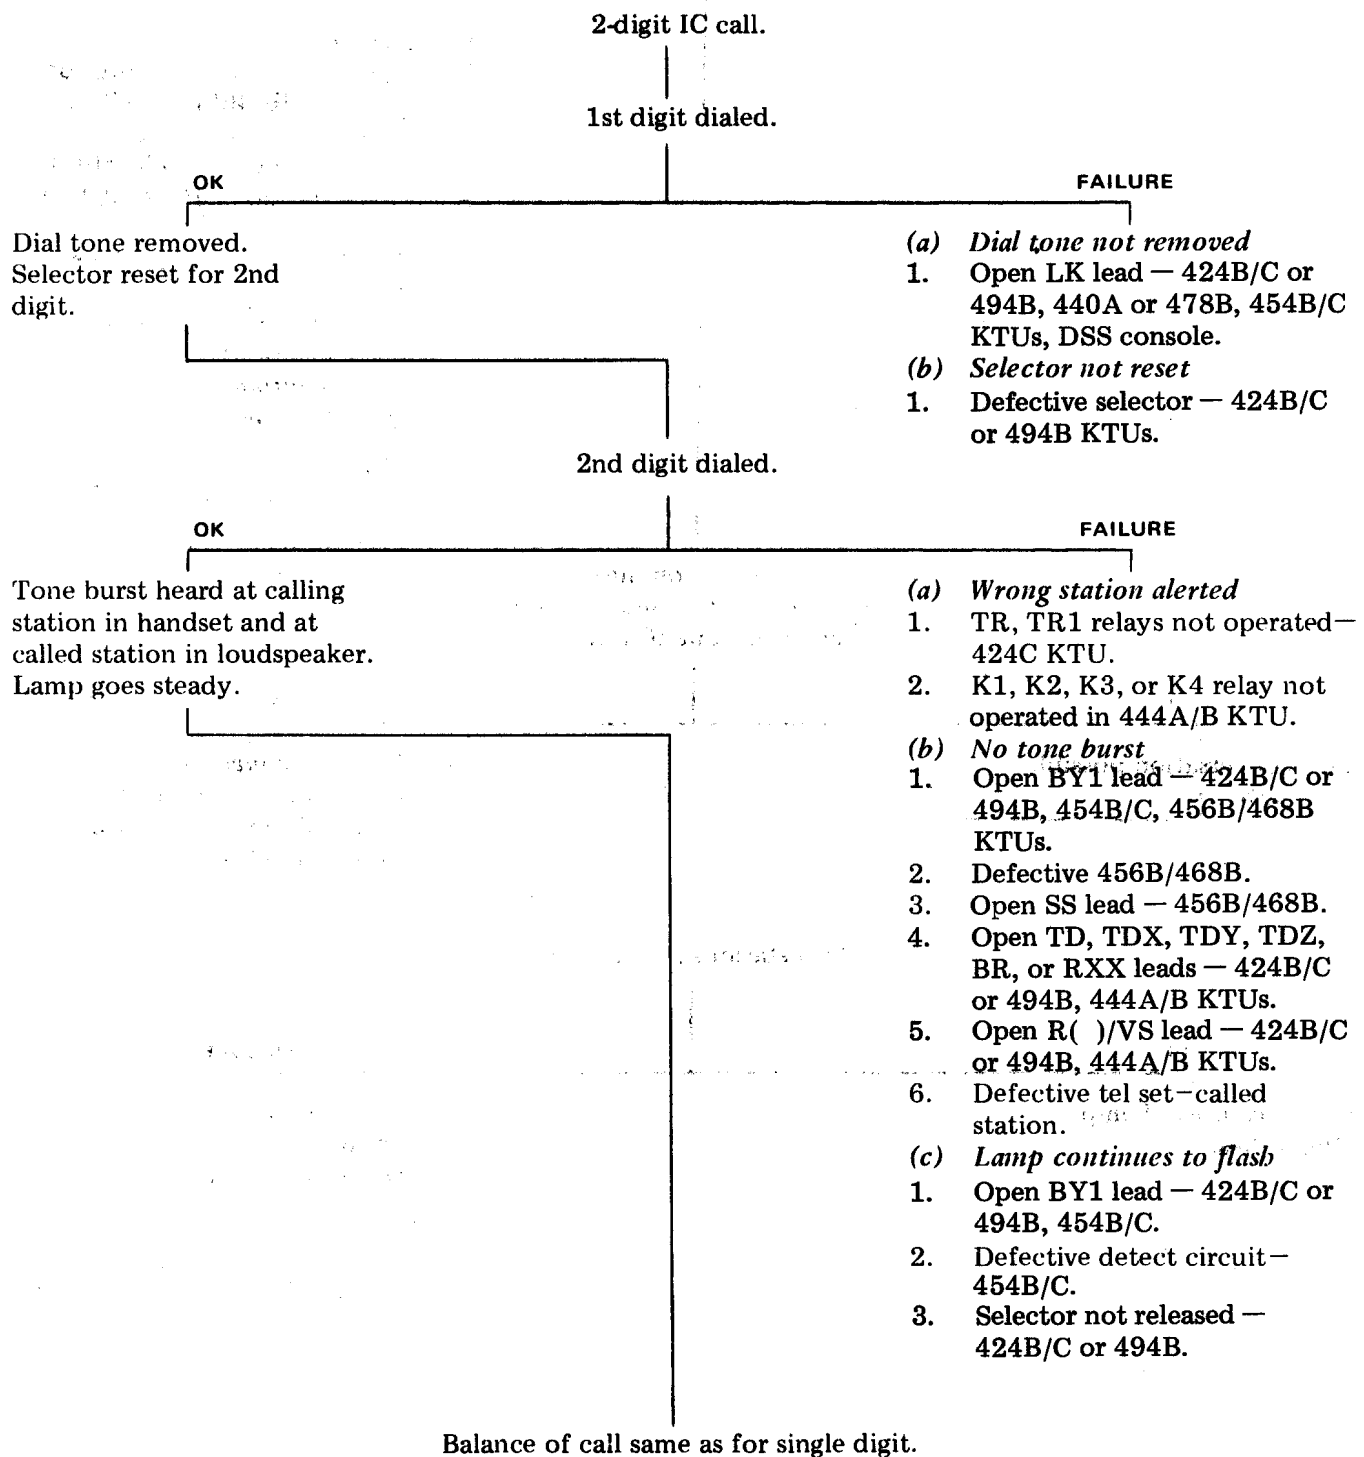 2-digit IC call.
1st digit dialed.
OK
FAILURE
Dial tone removed.
Selector reset for 2nd
digit.
(a) Dial tone not removed
1. Open LK lead — 424B/C or
494B, 440A or 478B, 454B/C
KTUs, DSS console.
(b) Selector not reset
1. Defective selector — 424B/C
or 494B KTUs.
2nd digit dialed.
OK
FAILURE
Tone burst heard at calling
station in handset and at
called station in loudspeaker.
Lamp goes steady.
(a) Wrong station alerted
1. TR, TR1 relays not operated—
424C KTU.
2. K1, K2, K3, or K4 relay not
operated in 444A/B KTU.
(b) No tone burst
1. Open BY1 lead — 424B/C or
494B, 454B/C, 456B/468B
KTUs.
2. Defective 456B/468B.
3. Open SS lead — 456B/468B.
4. Open TD, TDX, TDY, TDZ,
BR, or RXX leads — 424B/C
or 494B, 444A/B KTUs.
5. Open R( )/VS lead — 424B/C
or 494B, 444A/B KTUs.
6. Defective tel set—called
station.
(c) Lamp continues to flash
1. Open BY1 lead — 424B/C or
494B, 454B/C.
2. Defective detect circuit—
454B/C.
3. Selector not released —
424B/C or 494B.
Balance of call same as for single digit.